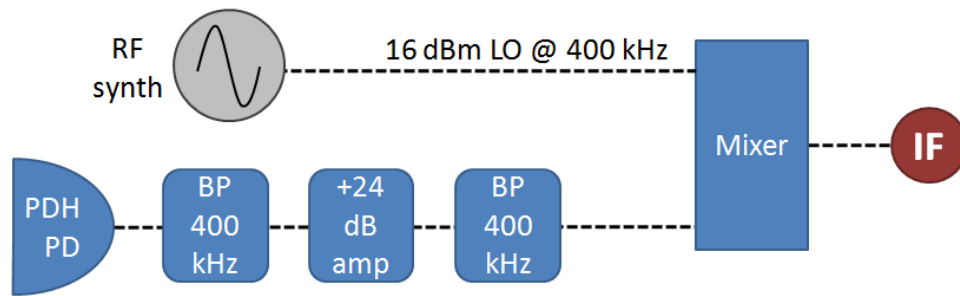 RF
synth
16 dBm LO @ 400 kHz
Mixer
IF
PDH
PD
BP
400
kHz
+24
dB
amp
BP
400
kHz